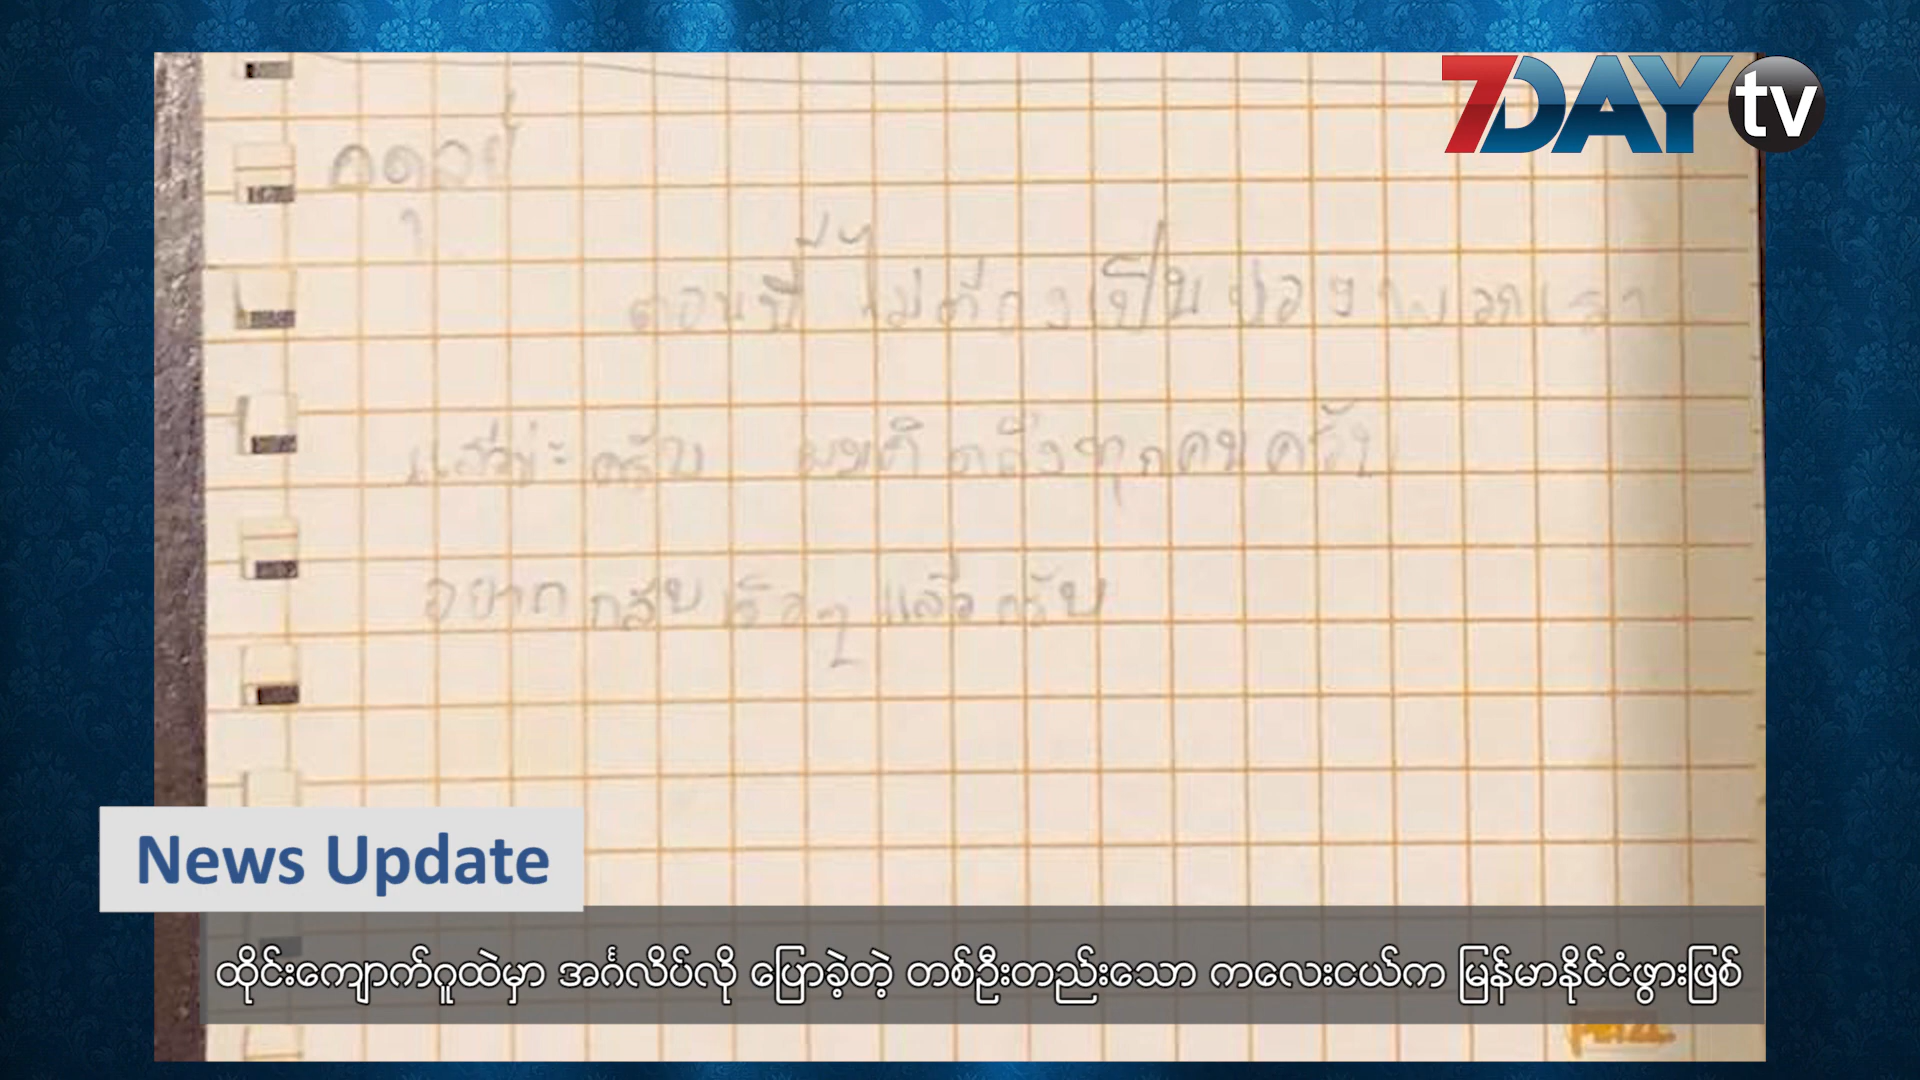 7DAY tv
ตอนนี้ ไม่ต้องเป็นห่วงพวกเรา
แล้วนะครับ ผมคิดถึงทุกคนครับ
อยากกลับเร็วๆ แล้วครับ
News Update
ထိုင်းကျောက်ဂူထဲမှာ အင်္ဂလိပ်လို ပြောခဲ့တဲ့ တစ်ဦးတည်းသော ကလေးငယ်က မြန်မာနိုင်ငံဖွားဖြစ်